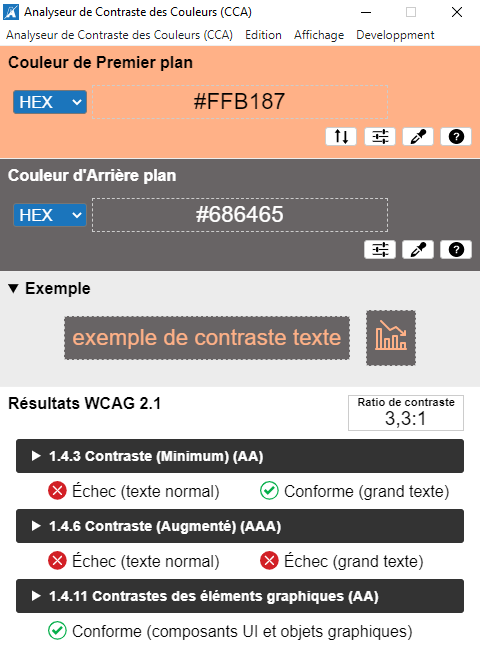 Analyseur de Contraste des Couleurs (CCA)
Analyseur de Contraste des Couleurs (CCA) Edition Affichage Developpment
Couleur de Premier plan
HEX #FFB187
Couleur d'Arrière plan
HEX #686465
Exemple
exemple de contraste texte
Résultats WCAG 2.1
Ratio de contraste
3,3:1
1.4.3 Contraste (Minimum) (AA)
Échec (texte normal) Conforme (grand texte)
1.4.6 Contraste (Augmenté) (AAA)
Échec (texte normal) Échec (grand texte)
1.4.11 Contrastes des éléments graphiques (AA)
Conforme (composants UI et objets graphiques)